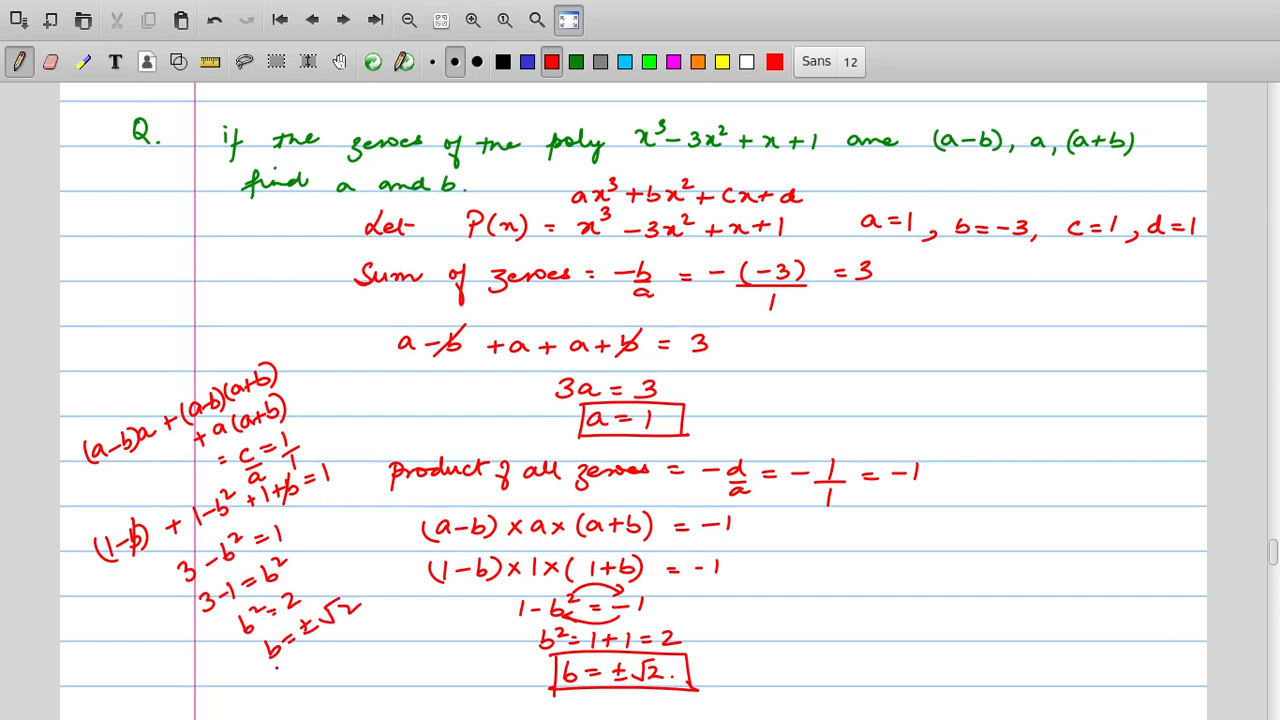 Sans 12
Q. if the zeroes of the poly x³ - 3x² + x + 1 are (a-b), a, (a+b)
find a and b.
ax³ + bx² + cx + d
Let P(x) = x³ - 3x² + x + 1 a = 1, b = -3, c = 1, d = 1
Sum of zeroes = -b/a = -(-3)/1 = 3
a - b + a + a + b = 3
3a = 3
a = 1
product of all zeroes = -d/a = -1/1 = -1
(a-b) × a × (a+b) = -1
(1-b) × 1 × (1+b) = -1
1 - b² = -1
b² = 1 + 1 = 2
b = ±√2.
(a-b)a + (a-b)(a+b)
+ a(a+b)
= c/a = 1/1
(1-b) + 1-b² + 1+b = 1
3 - b² = 1
3-1 = b²
b² = 2
b = ±√2